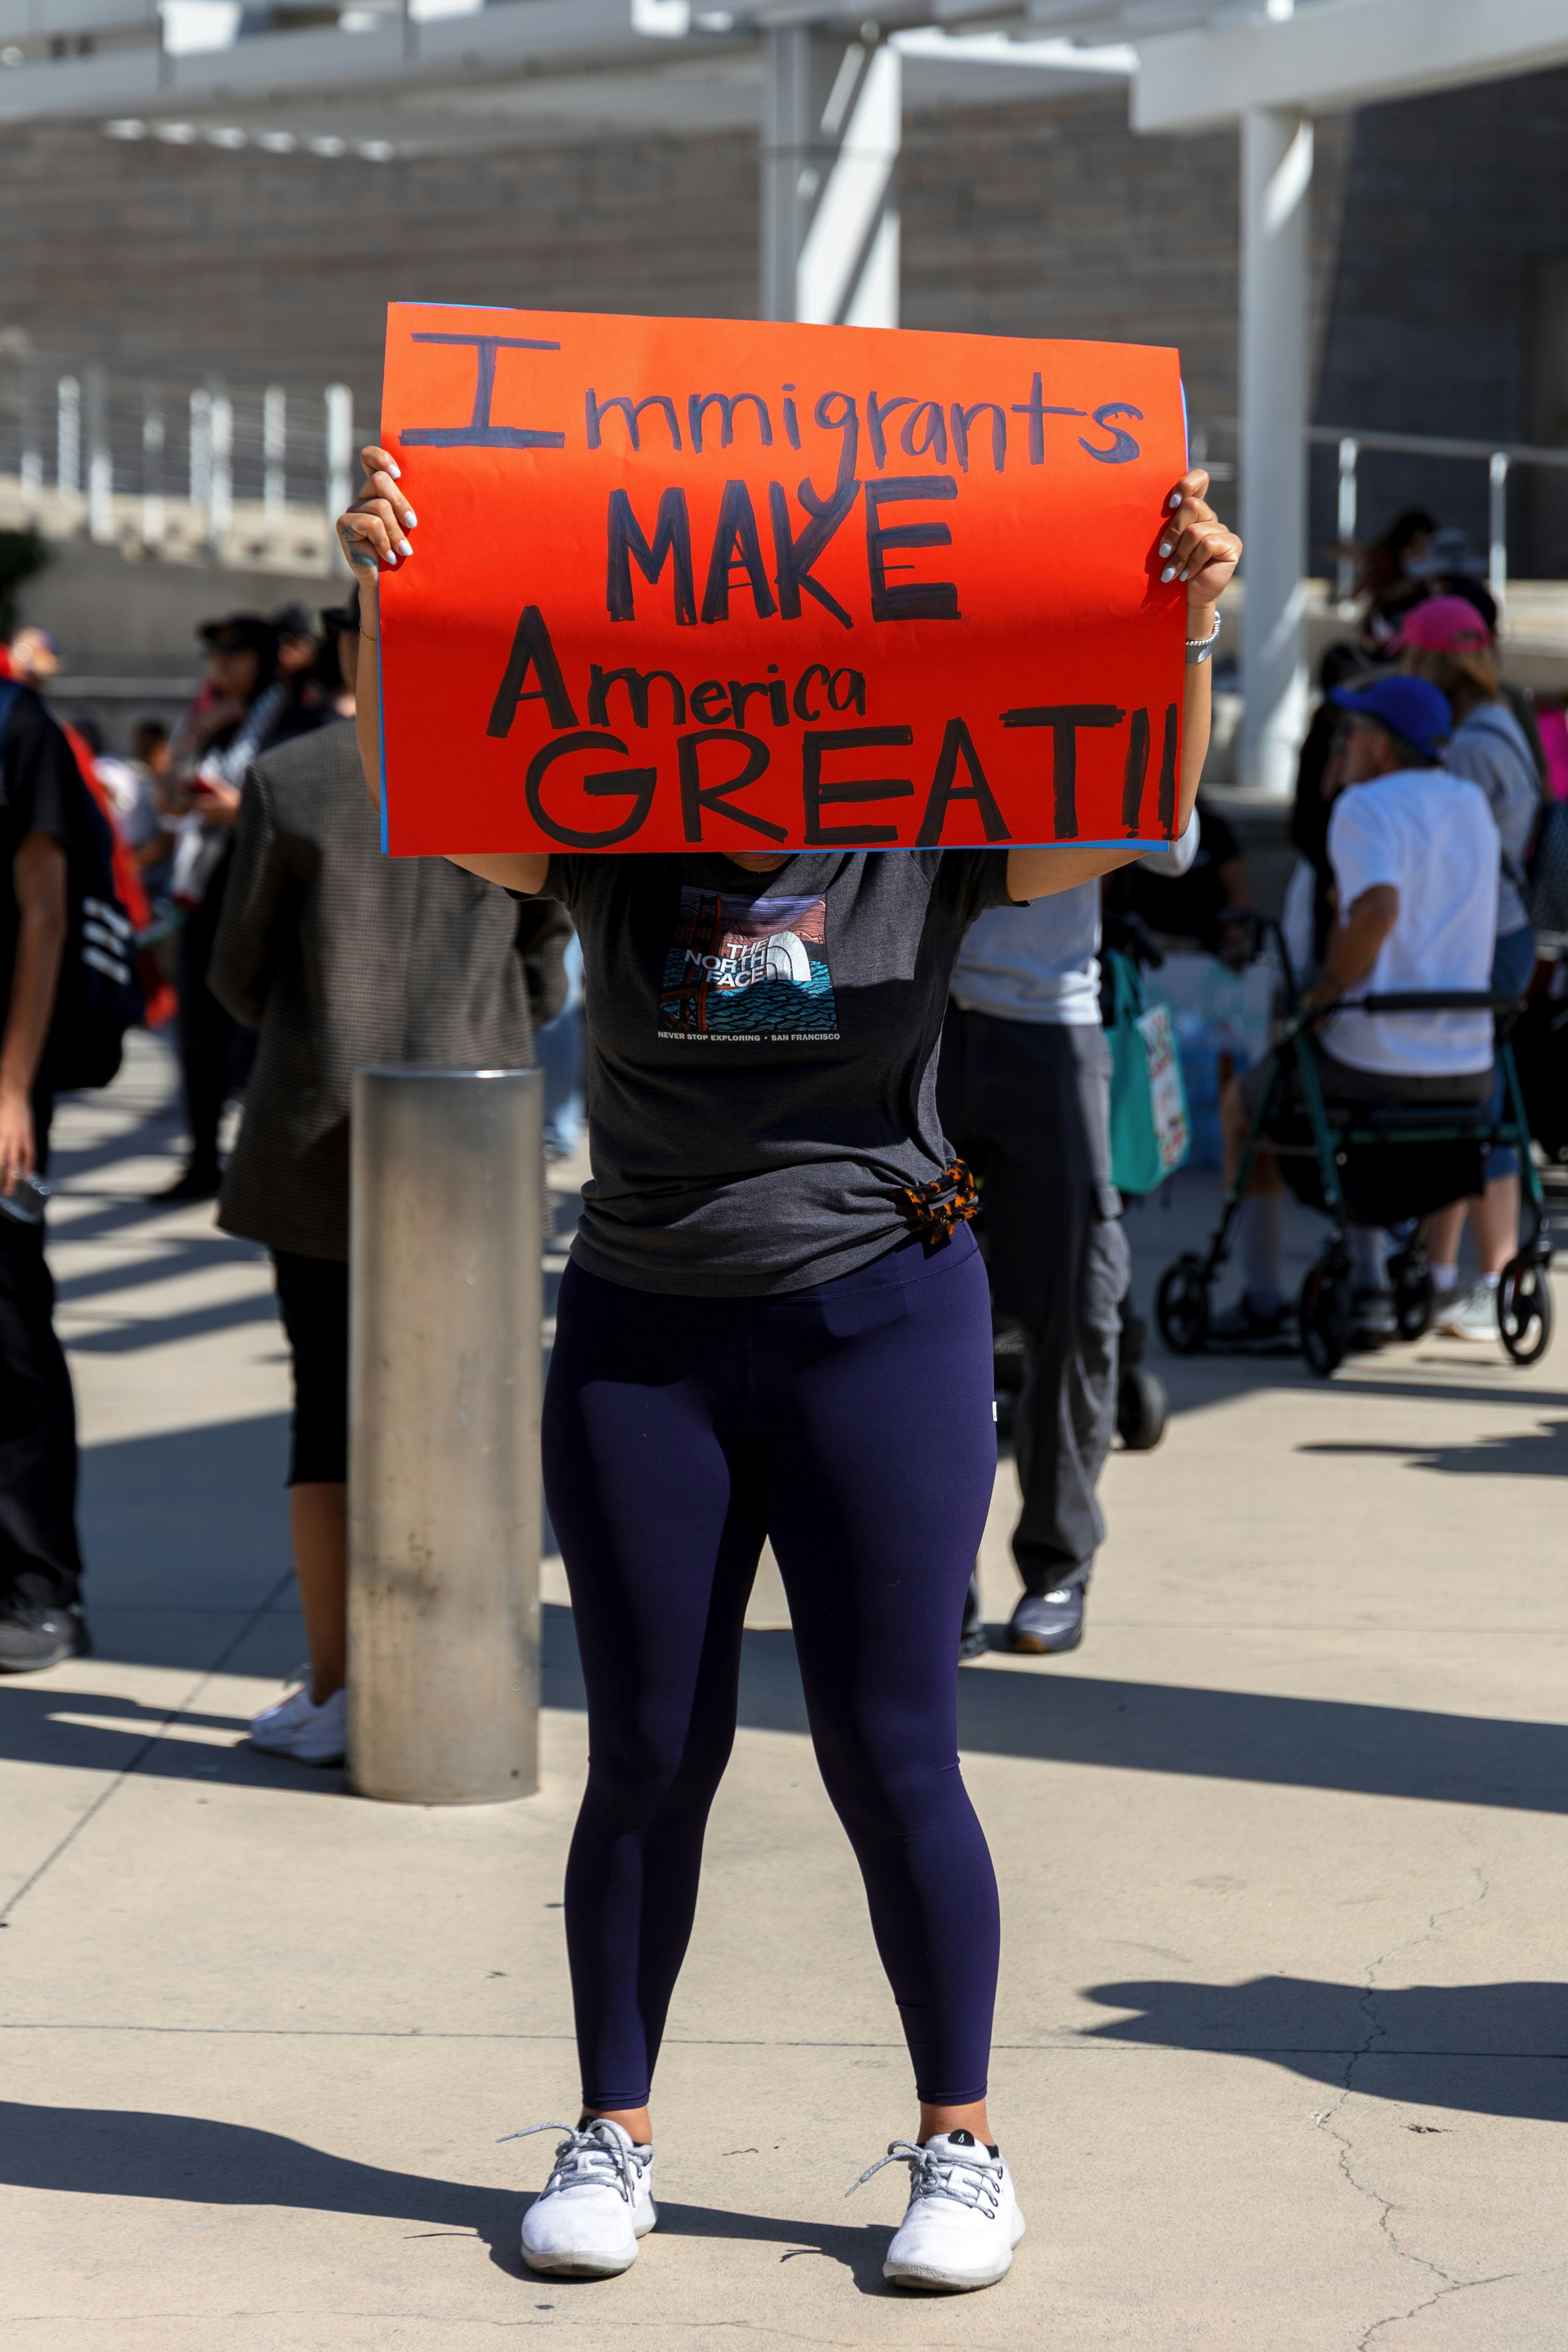 Immigrants
MAKE
America
GREAT!!
THE
NORTH
FACE
NEVER STOP EXPLORING • SAN FRANCISCO